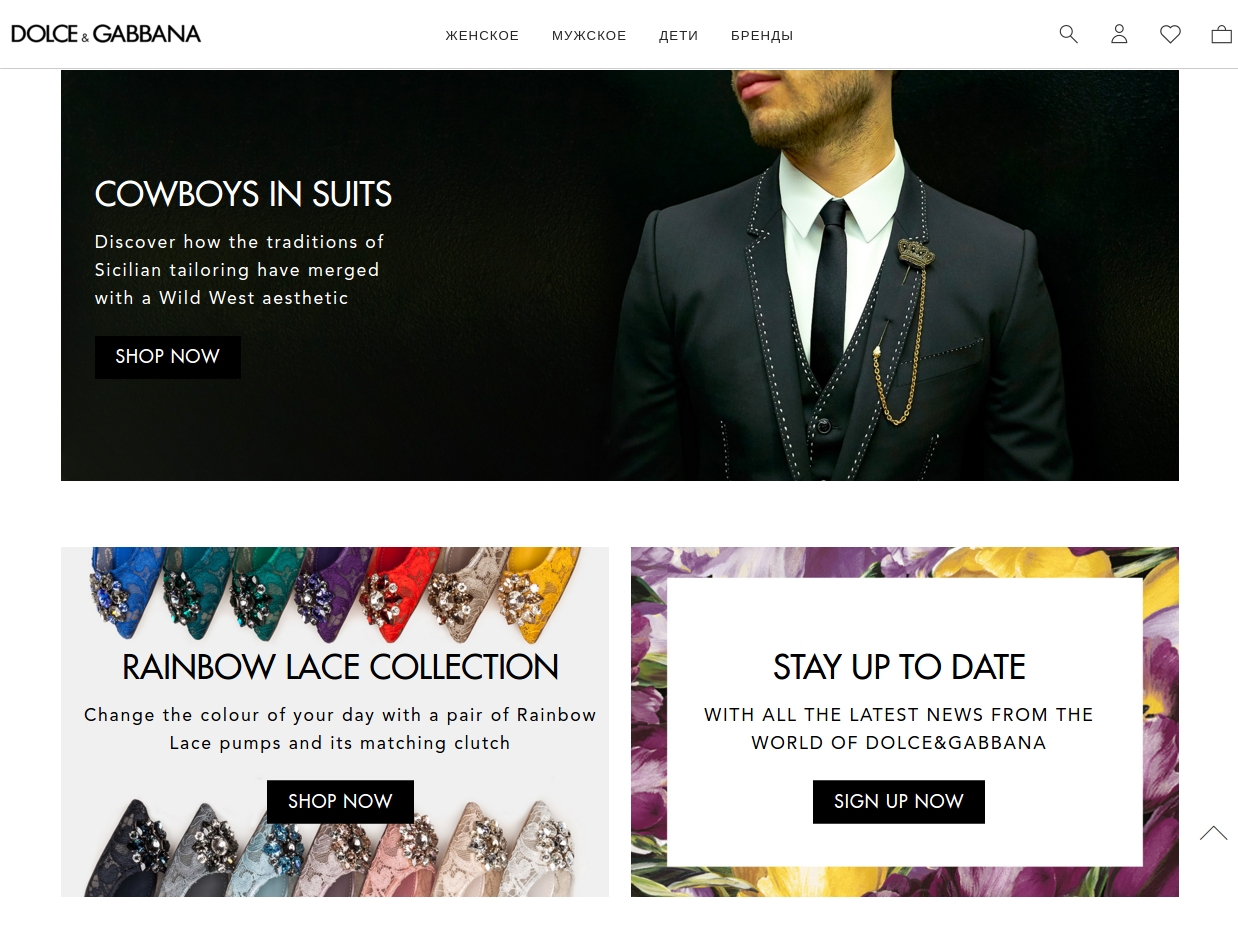 DOLCE & GABBANA
ЖЕНСКОЕ МУЖСКОЕ ДЕТИ БРЕНДЫ
COWBOYS IN SUITS
Discover how the traditions of
Sicilian tailoring have merged
with a Wild West aesthetic
SHOP NOW
RAINBOW LACE COLLECTION
Change the colour of your day with a pair of Rainbow
Lace pumps and its matching clutch
SHOP NOW
STAY UP TO DATE
WITH ALL THE LATEST NEWS FROM THE
WORLD OF DOLCE&GABBANA
SIGN UP NOW